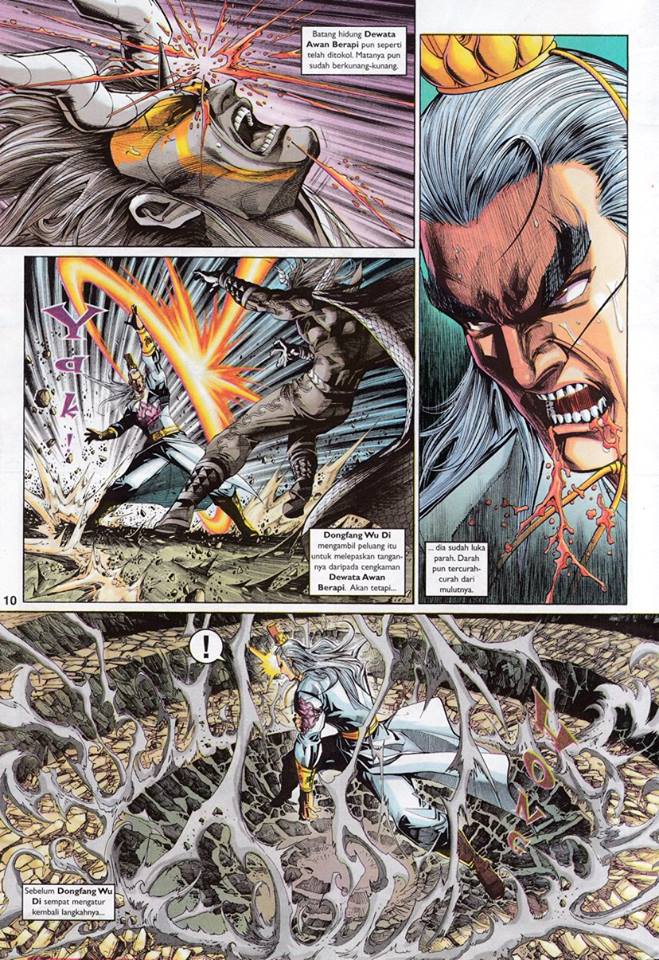 Batang hidung Dewata
Awan Berapi pun seperti
telah ditokol. Matanya pun
sudah berkunang-kunang.
Yak!
Dongfang Wu Di
mengambil peluang itu
untuk melepaskan tangan-
nya daripada cengkaman
Dewata Awan
Berapi. Akan tetapi...
... dia sudah luka
parah. Darah
pun tercurah-
curah dari
mulutnya.
10
!
ZONG
Sebelum Dongfang Wu
Di sempat mengatur
kembali langkahnya...